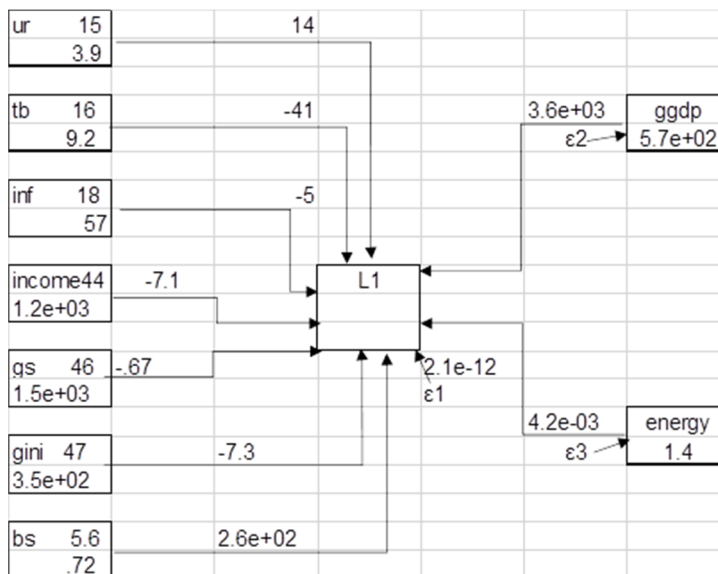 ur 15
3.9
14
tb 16
9.2
-41
inf 18
57
-5
income44
1.2e+03
-7.1
gs 46
1.5e+03
-.67
gini 47
3.5e+02
-7.3
bs 5.6
.72
2.6e+02
L1
2.1e-12
ε1
3.6e+03
ggdp
5.7e+02
ε2
4.2e-03
energy
1.4
ε3